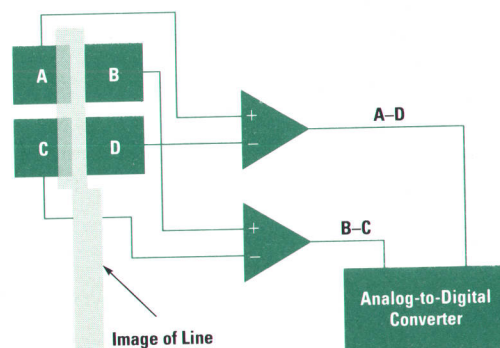 A
B
C
D
+
−
A–D
+
−
B–C
Analog-to-Digital
Converter
Image of Line